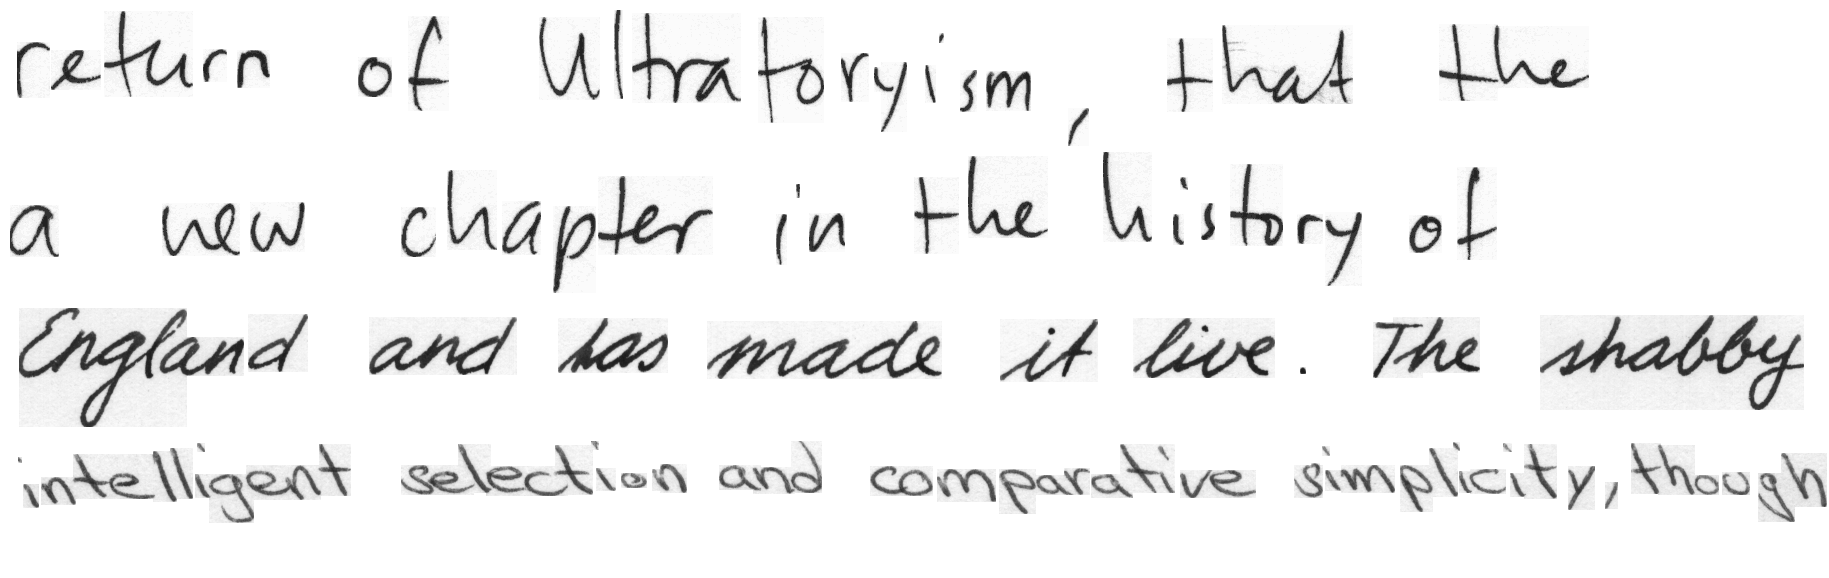 return of Ultratoryism, that the
a new chapter in the history of
England and has made it live. The shabby
intelligent selection and comparative simplicity, though